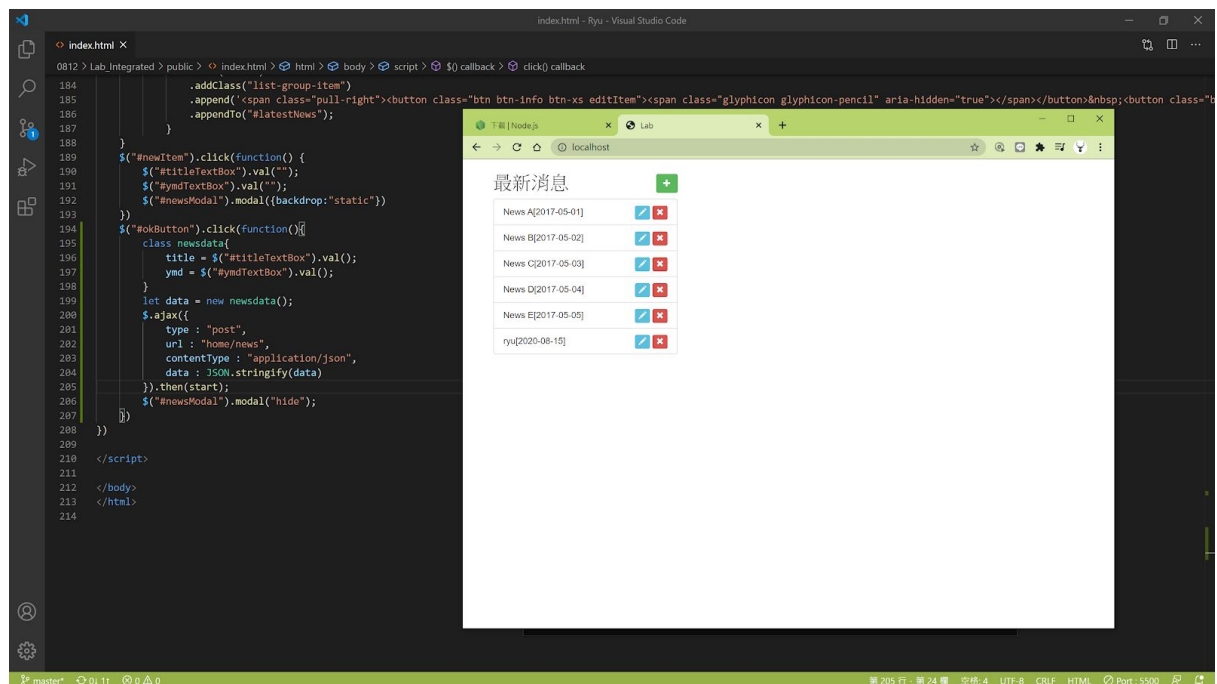 index.html - Ryu - Visual Studio Code
index.html
0812 > Lab_Integrated > public > index.html > html > body > script > $() callback > click() callback
184 .addClass("list-group-item")
185 .append('<span class="pull-right"><button class="btn btn-info btn-xs editItem"><span class="glyphicon glyphicon-pencil" aria-hidden="true"></span></button>&nbsp;<button class="b
186 .appendTo("#latestNews");
187 }
188 }
189 $("#newItem").click(function() {
190 $("#titleTextBox").val("");
191 $("#ymdTextBox").val("");
192 $("#newsModal").modal({backdrop:"static"})
193 })
194 $("#okButton").click(function(){
195 class newsdata{
196 title = $("#titleTextBox").val();
197 ymd = $("#ymdTextBox").val();
198 }
199 let data = new newsdata();
200 $.ajax({
201 type : "post",
202 url : "home/news",
203 contentType : "application/json",
204 data : JSON.stringify(data)
205 }).then(start);
206 $("#newsModal").modal("hide");
207 })
208 })
209
210 </script>
211
212 </body>
213 </html>
214
下載 | Node.js
Lab
localhost
最新消息
News A[2017-05-01]
News B[2017-05-02]
News C[2017-05-03]
News D[2017-05-04]
News E[2017-05-05]
ryu[2020-08-15]
1
master* 0↓ 1↑ 0 0
第 205 行，第 24 欄 空格: 4 UTF-8 CRLF HTML Port : 5500